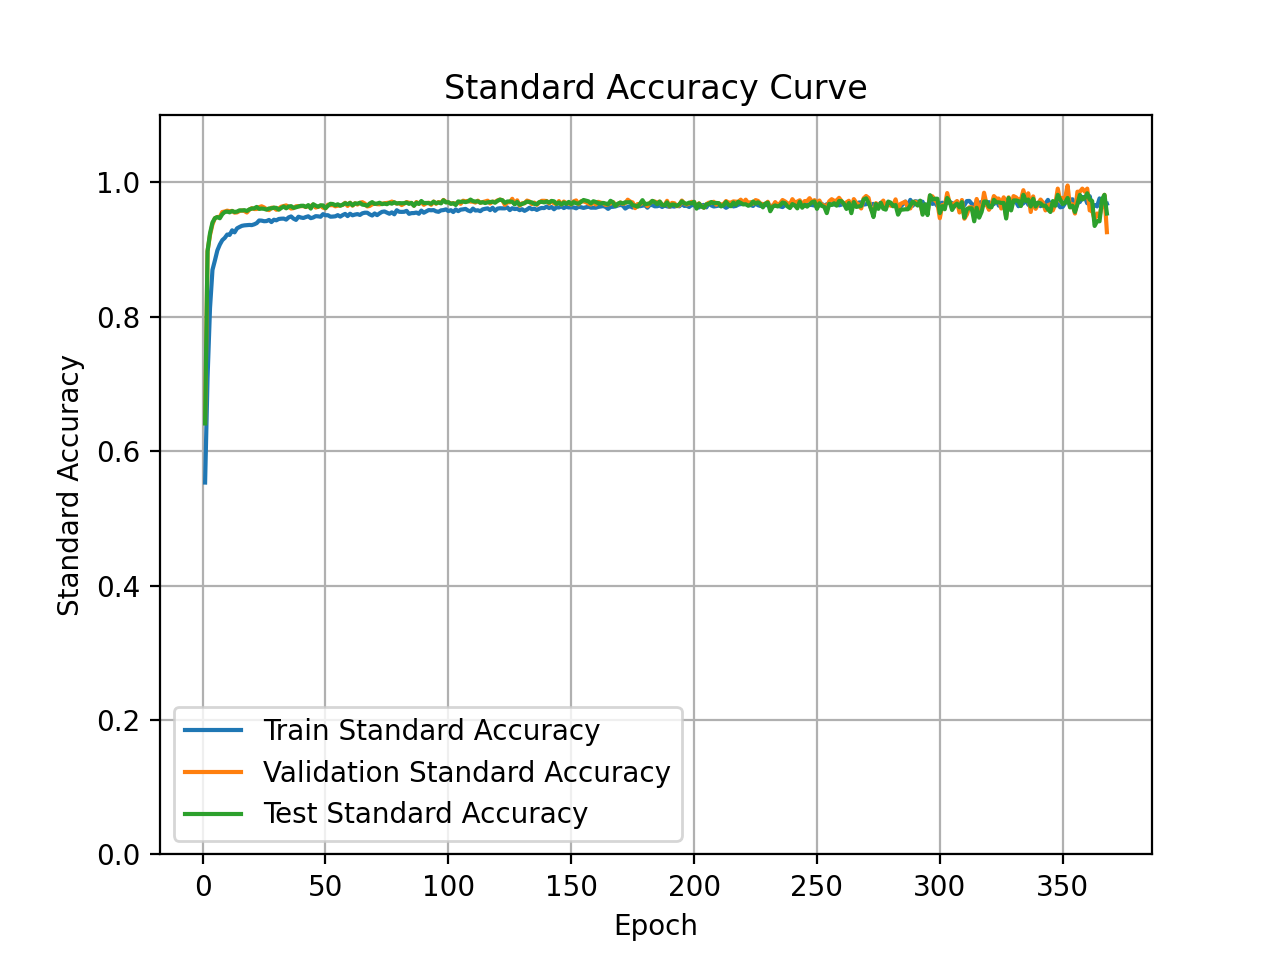 Standard Accuracy Curve
1.0
0.8
0.6
0.4
0.2
0.0
Standard Accuracy
Train Standard Accuracy
Validation Standard Accuracy
Test Standard Accuracy
0 50 100 150 200 250 300 350
Epoch